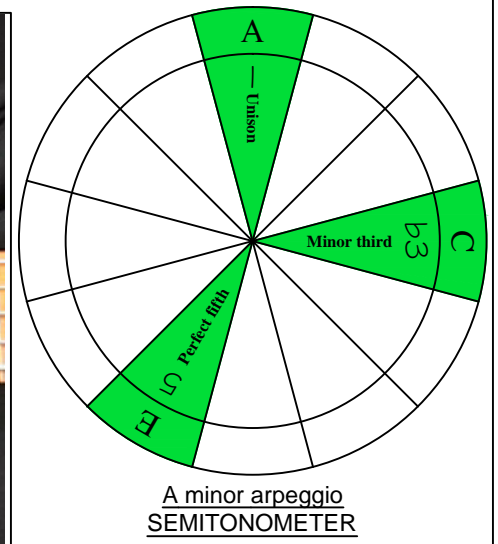 A
1 Unison
C
b3 Minor third
E
5 Perfect fifth
A minor arpeggio
SEMITONOMETER